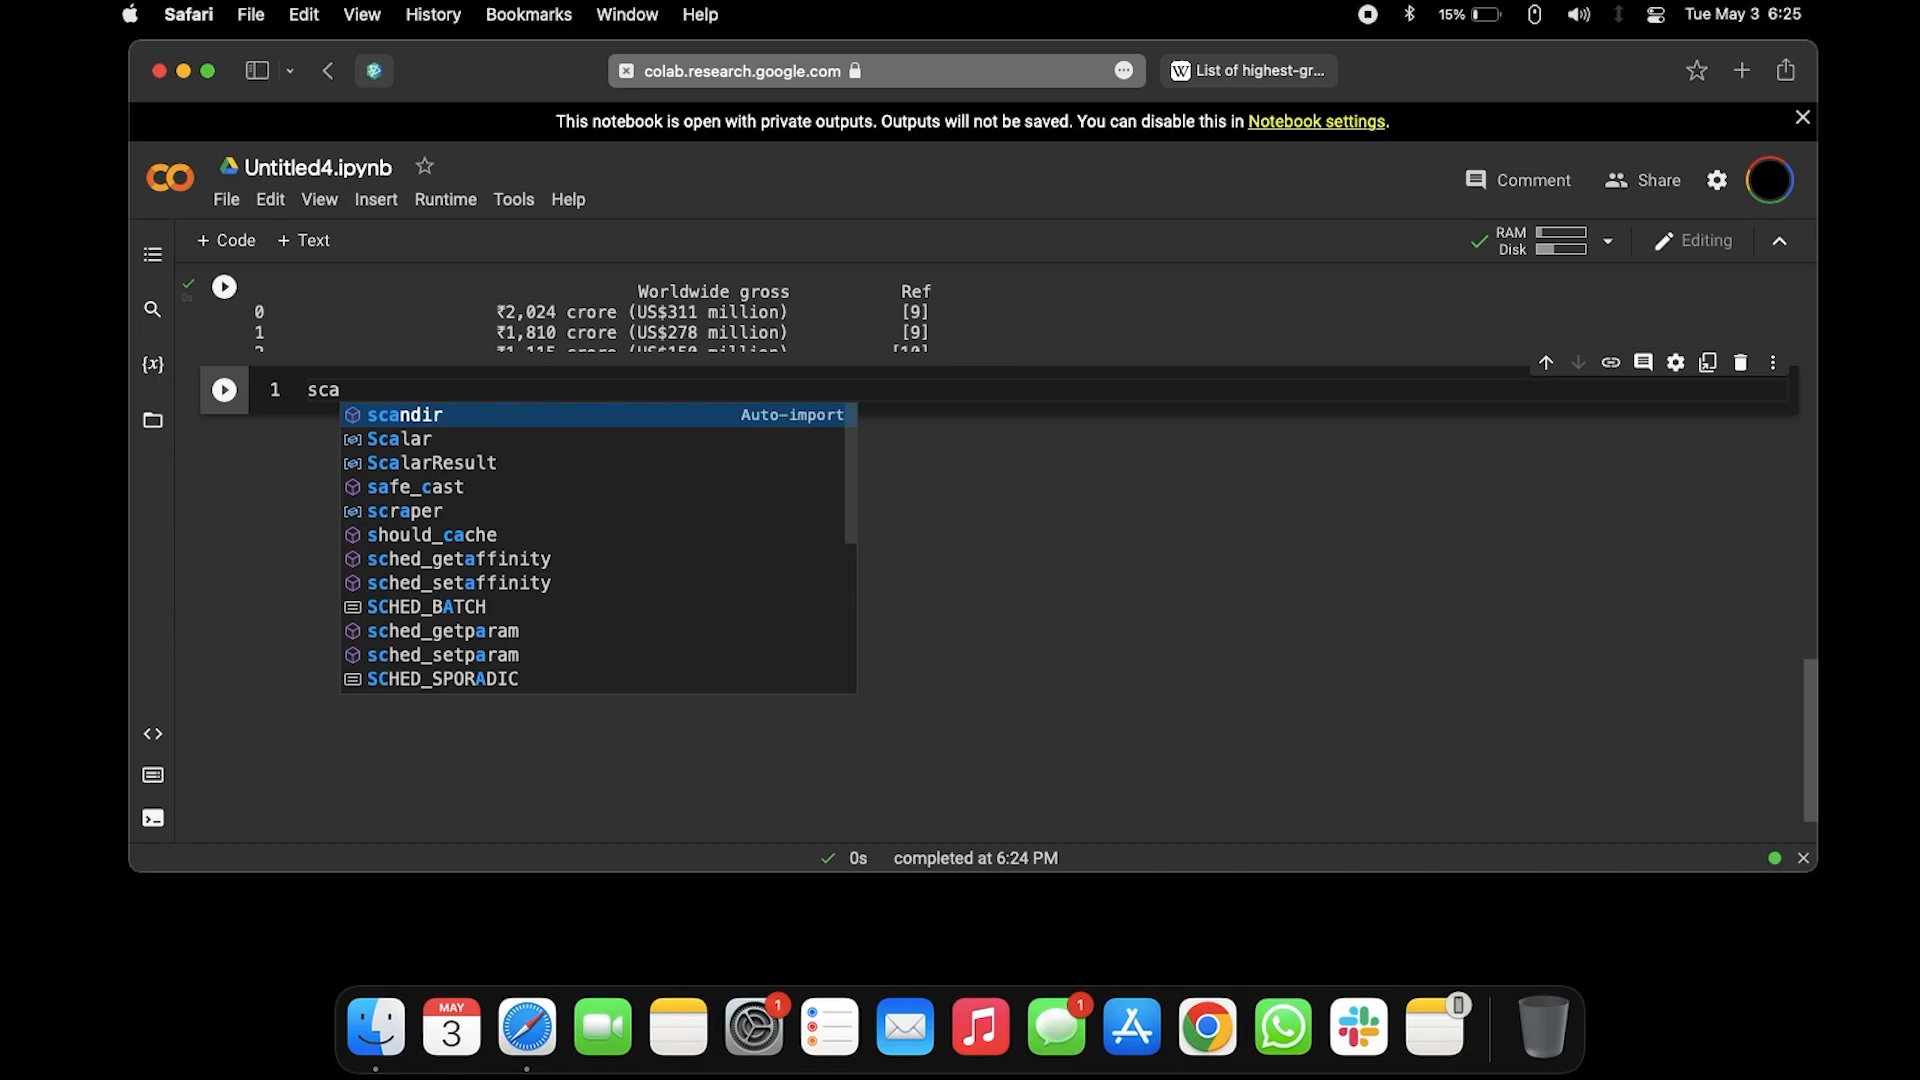 Safari File Edit View History Bookmarks Window Help 15% Tue May 3 6:25
colab.research.google.com W List of highest-gr...
This notebook is open with private outputs. Outputs will not be saved. You can disable this in Notebook settings.
CO Untitled4.ipynb
File Edit View Insert Runtime Tools Help Comment Share
+ Code + Text RAM Disk Editing
0s
Worldwide gross Ref
0 ₹2,024 crore (US$311 million) [9]
1 ₹1,810 crore (US$278 million) [9]
{x}
1 sca
scandir Auto-import
Scalar
ScalarResult
safe_cast
scraper
should_cache
sched_getaffinity
sched_setaffinity
SCHED_BATCH
sched_getparam
sched_setparam
SCHED_SPORADIC
0s completed at 6:24 PM
MAY
3
1
1